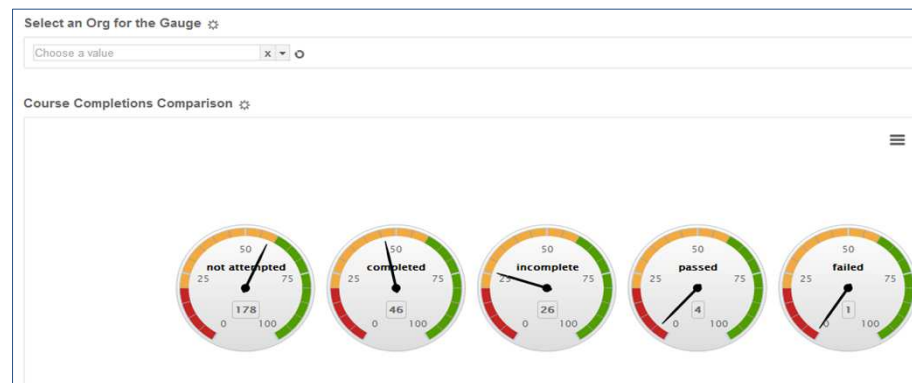 Select an Org for the Gauge
Choose a value x
Course Completions Comparison
50 50 50 50 50
not attempted completed incomplete passed failed
25 75 25 75 25 75 25 75 25 75
178 46 26 4 1
0 100 0 100 0 100 0 100 0 100